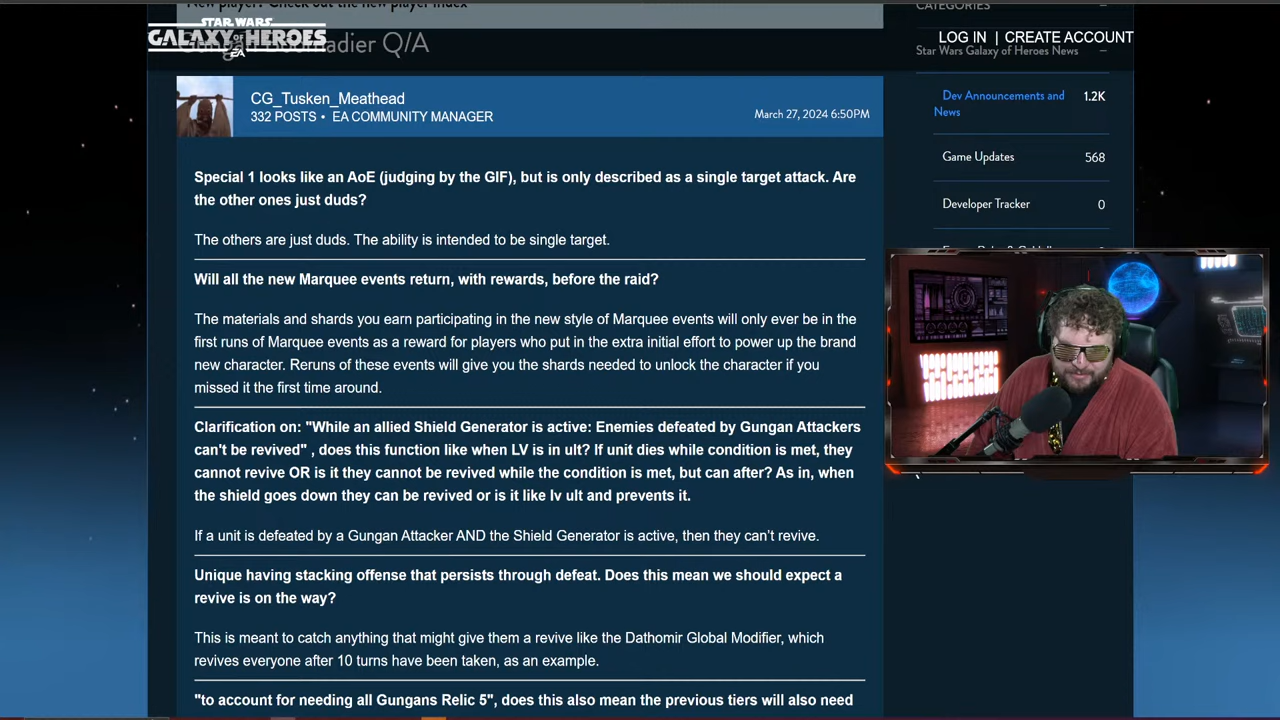 New player? Check out the new player index
CATEGORIES
STAR WARS
GALAXY OF HEROES
EA
Gungan Boomadier Q/A
LOG IN | CREATE ACCOUNT
Star Wars Galaxy of Heroes News
CG_Tusken_Meathead
332 POSTS • EA COMMUNITY MANAGER
March 27, 2024 6:50PM
Dev Announcements and
News
1.2K
Game Updates
568
Developer Tracker
0
Special 1 looks like an AoE (judging by the GIF), but is only described as a single target attack. Are
the other ones just duds?
The others are just duds. The ability is intended to be single target.
Will all the new Marquee events return, with rewards, before the raid?
The materials and shards you earn participating in the new style of Marquee events will only ever be in the
first runs of Marquee events as a reward for players who put in the extra initial effort to power up the brand
new character. Reruns of these events will give you the shards needed to unlock the character if you
missed it the first time around.
Clarification on: "While an allied Shield Generator is active: Enemies defeated by Gungan Attackers
can't be revived" , does this function like when LV is in ult? If unit dies while condition is met, they
cannot revive OR is it they cannot be revived while the condition is met, but can after? As in, when
the shield goes down they can be revived or is it like lv ult and prevents it.
If a unit is defeated by a Gungan Attacker AND the Shield Generator is active, then they can't revive.
Unique having stacking offense that persists through defeat. Does this mean we should expect a
revive is on the way?
This is meant to catch anything that might give them a revive like the Dathomir Global Modifier, which
revives everyone after 10 turns have been taken, as an example.
"to account for needing all Gungans Relic 5", does this also mean the previous tiers will also need